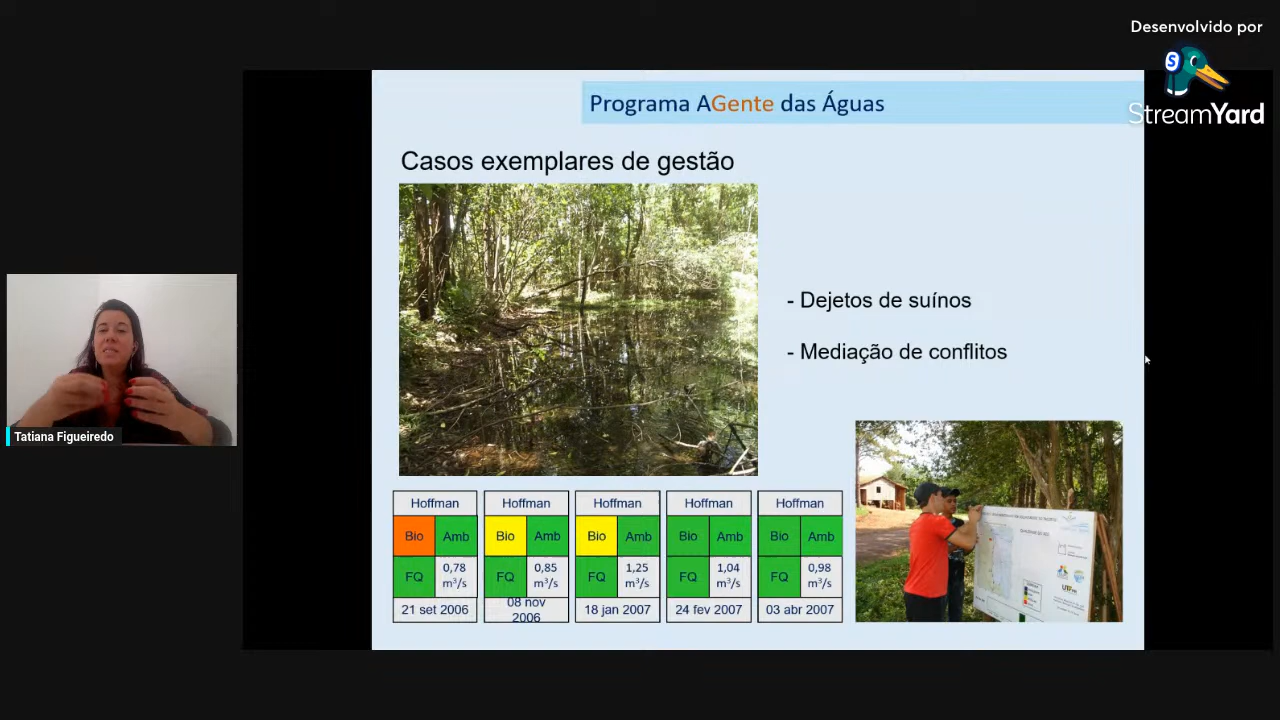 Desenvolvido por
StreamYard
Programa AGente das Águas
Casos exemplares de gestão
- Dejetos de suínos
- Mediação de conflitos
Tatiana Figueiredo
Hoffman
Bio Amb
FQ 0,78 m³/s
21 set 2006
Hoffman
Bio Amb
FQ 0,85 m³/s
08 nov 2006
Hoffman
Bio Amb
FQ 1,25 m³/s
18 jan 2007
Hoffman
Bio Amb
FQ 1,04 m³/s
24 fev 2007
Hoffman
Bio Amb
FQ 0,98 m³/s
03 abr 2007